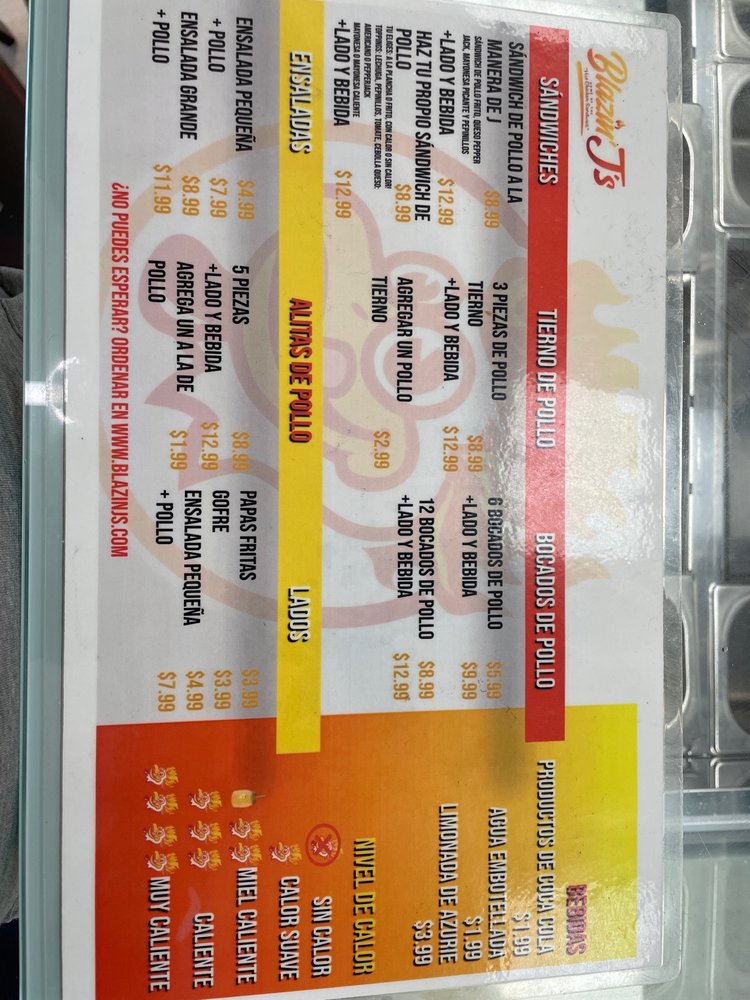 Blazin' J's
SÁNDWICHES
SÁNDWICH DE POLLO A LA
MANERA DE J $8.99
SÁNDWICH DE POLLO FRITO, QUESO PEPPER
JACK, MAYONESA PICANTE Y PEPINILLOS
+LADO Y BEBIDA $12.99
HAZ TU PROPIO SÁNDWICH DE
POLLO $8.99
TU ELIGES: A LA PLANCHA O FRITO, CON CALOR O SIN CALOR!
TOPPINGS: LECHUGA, PEPINILLOS, TOMATE, CEBOLLA QUESO:
AMERICANO O PEPPERJACK
MAYONESA O MAYONESA CALIENTE
+LADO Y BEBIDA $12.99
TIERNO DE POLLO
3 PIEZAS DE POLLO
TIERNO $8.99
+LADO Y BEBIDA $12.99
AGREGAR UN POLLO
TIERNO $2.99
BOCADOS DE POLLO
6 BOCADOS DE POLLO $5.99
+LADO Y BEBIDA $9.99
12 BOCADOS DE POLLO $8.99
+LADO Y BEBIDA $12.99
BEBIDAS
PRODUCTOS DE COCA COLA
$1.99
AGUA EMBOTELLADA
$1.99
LIMONADA DE AZURIE
$3.99
ENSALADAS
ENSALADA PEQUEÑA $4.99
+ POLLO $7.99
ENSALADA GRANDE $8.99
+ POLLO $11.99
ALITAS DE POLLO
5 PIEZAS $8.99
+LADO Y BEBIDA $12.99
AGREGA UN A LA DE
POLLO $1.99
LADOS
PAPAS FRITAS $3.99
GOFRE $3.99
ENSALADA PEQUEÑA $4.99
+ POLLO $7.99
NIVEL DE CALOR
SIN CALOR
CALOR SUAVE
MIEL CALIENTE
CALIENTE
MUY CALIENTE
¿NO PUEDES ESPERAR? ORDENAR EN WWW.BLAZINJS.COM